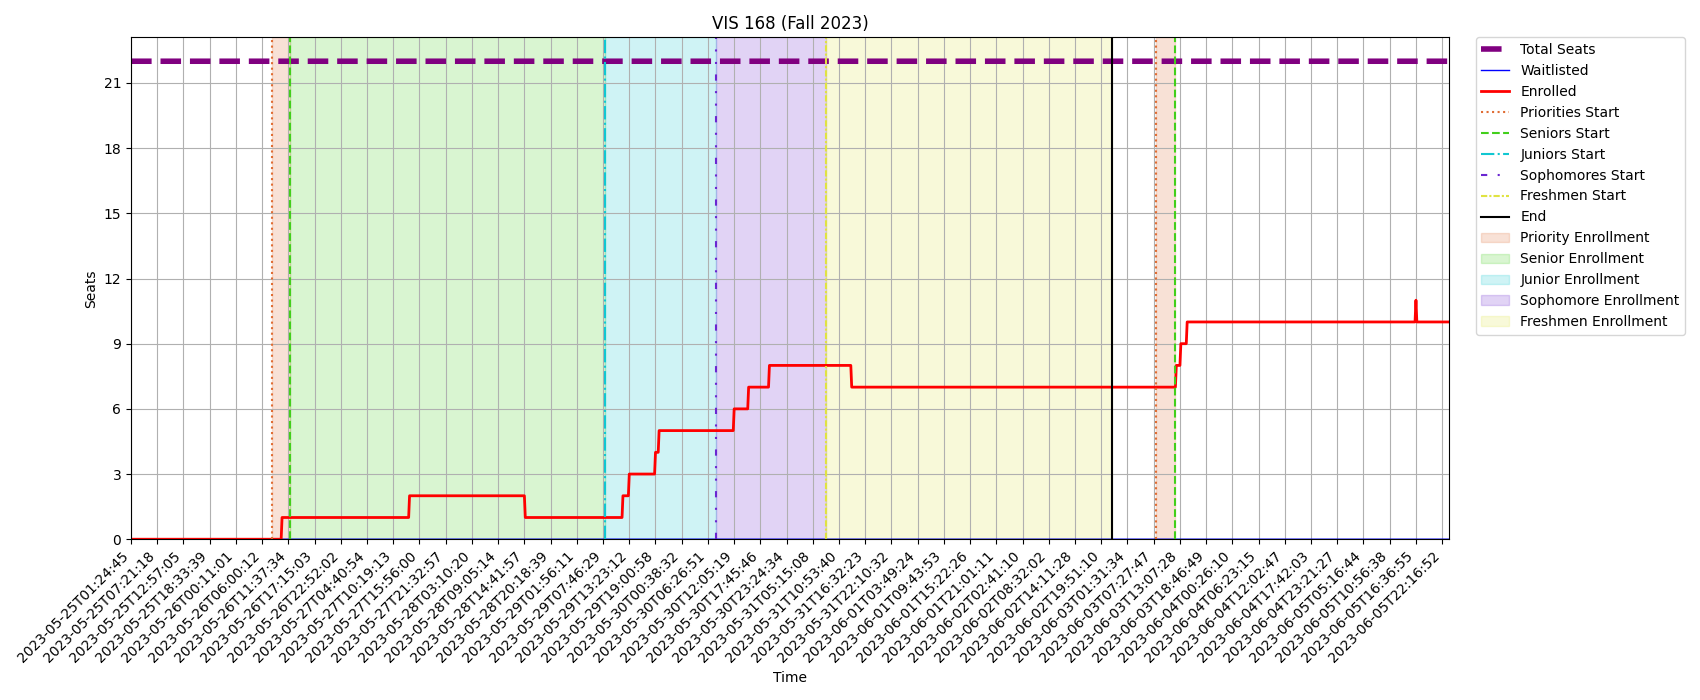 VIS 168 (Fall 2023)
Seats
21
18
15
12
9
6
3
0
2023-05-25T01:24:45
2023-05-25T07:21:18
2023-05-25T12:57:05
2023-05-25T18:33:39
2023-05-26T00:11:01
2023-05-26T06:00:12
2023-05-26T11:37:34
2023-05-26T17:15:03
2023-05-26T22:52:02
2023-05-27T04:40:54
2023-05-27T10:19:13
2023-05-27T15:56:00
2023-05-27T21:32:57
2023-05-28T03:10:20
2023-05-28T09:05:14
2023-05-28T14:41:57
2023-05-28T20:18:39
2023-05-29T01:56:11
2023-05-29T07:46:29
2023-05-29T13:23:12
2023-05-29T19:00:58
2023-05-30T00:38:32
2023-05-30T06:26:51
2023-05-30T12:05:19
2023-05-30T17:45:46
2023-05-30T23:24:34
2023-05-31T05:15:08
2023-05-31T10:53:40
2023-05-31T16:32:23
2023-05-31T22:10:32
2023-06-01T03:49:24
2023-06-01T09:43:53
2023-06-01T15:22:26
2023-06-01T21:01:11
2023-06-02T02:41:10
2023-06-02T08:32:02
2023-06-02T14:11:28
2023-06-02T19:51:10
2023-06-03T01:31:34
2023-06-03T07:27:47
2023-06-03T13:07:28
2023-06-03T18:46:49
2023-06-04T00:26:10
2023-06-04T06:23:15
2023-06-04T12:02:47
2023-06-04T17:42:03
2023-06-04T23:21:27
2023-06-05T05:16:44
2023-06-05T10:56:38
2023-06-05T16:36:55
2023-06-05T22:16:52
Time
Total Seats
Waitlisted
Enrolled
Priorities Start
Seniors Start
Juniors Start
Sophomores Start
Freshmen Start
End
Priority Enrollment
Senior Enrollment
Junior Enrollment
Sophomore Enrollment
Freshmen Enrollment